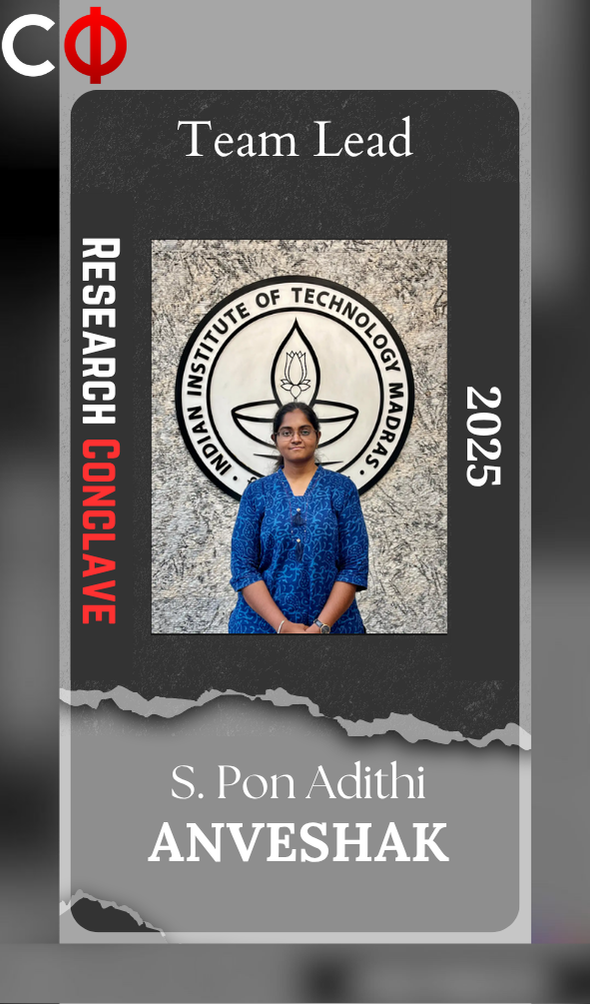 CΦ
Team Lead
RESEARCH CONCLAVE
INDIAN INSTITUTE OF TECHNOLOGY MADRAS
2025
S. Pon Adithi
ANVESHAK